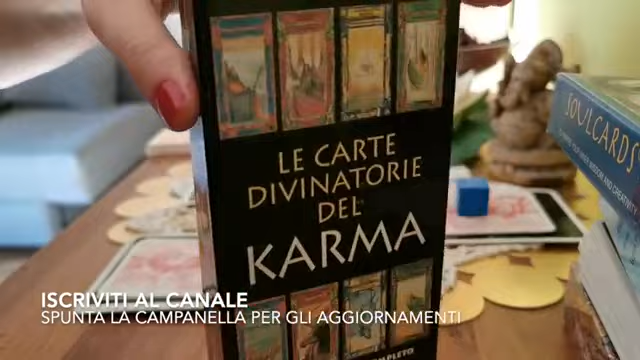 LE CARTE
DIVINATORIE
DEL
KARMA
SOULCARDS
ISCRIVITI AL CANALE
SPUNTA LA CAMPANELLA PER GLI AGGIORNAMENTI